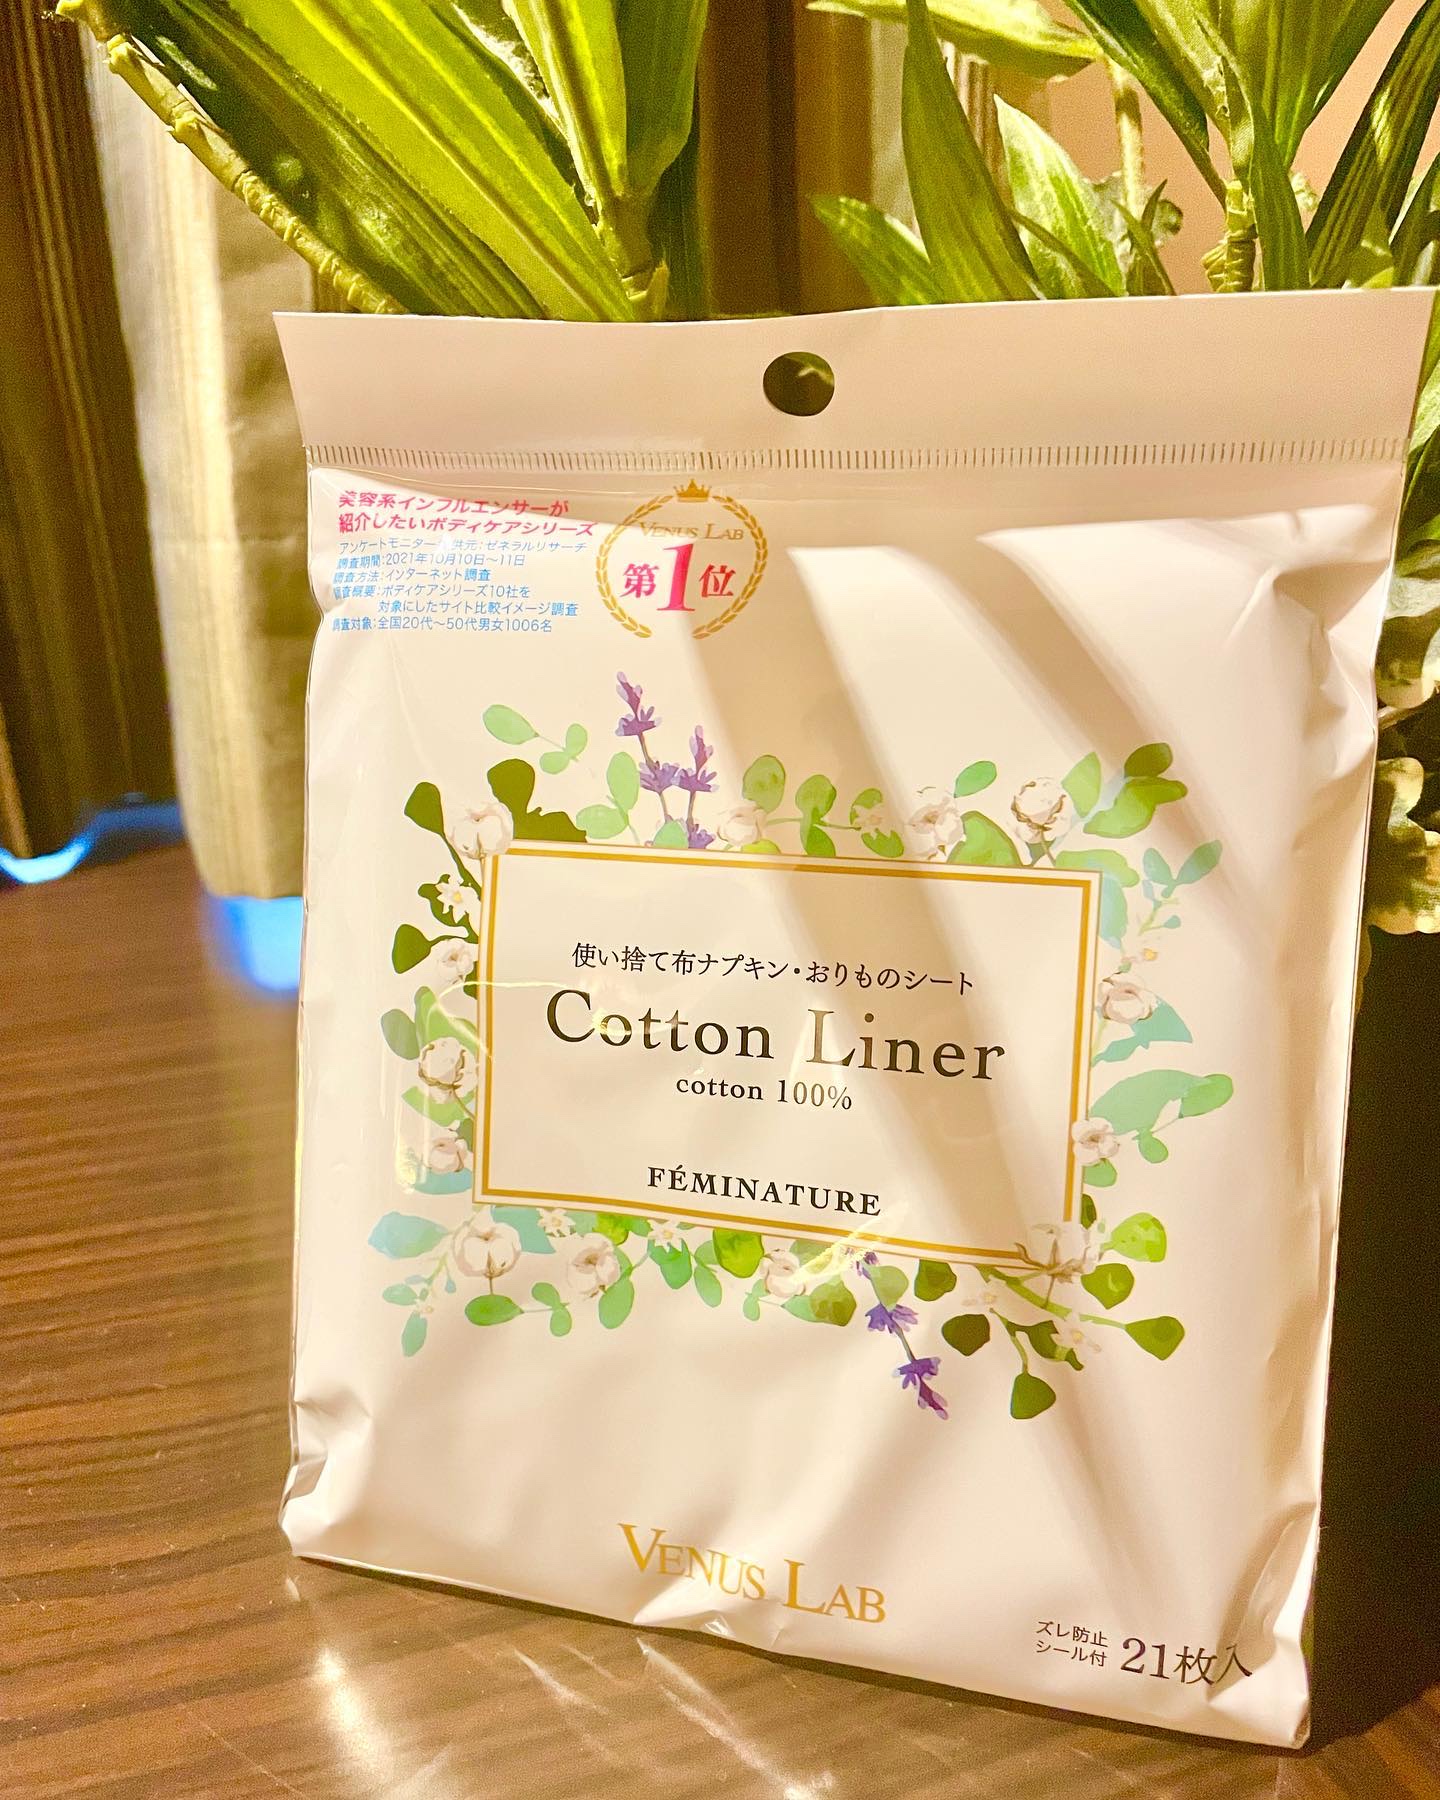 美容系インフルエンサーが
紹介したいボディケアシリーズ
アンケートモニター提供元:ゼネラルリサーチ
調査期間:2021年10月10日〜11日
調査方法:インターネット調査
調査概要:ボディケアシリーズ10社を
対象にしたサイト比較イメージ調査
調査対象:全国20代〜50代男女1006名
VENUS LAB
第1位
使い捨て布ナプキン・おりものシート
Cotton Liner
cotton 100%
FÉMINATURE
VENUS LAB
ズレ防止
シール付 21枚入